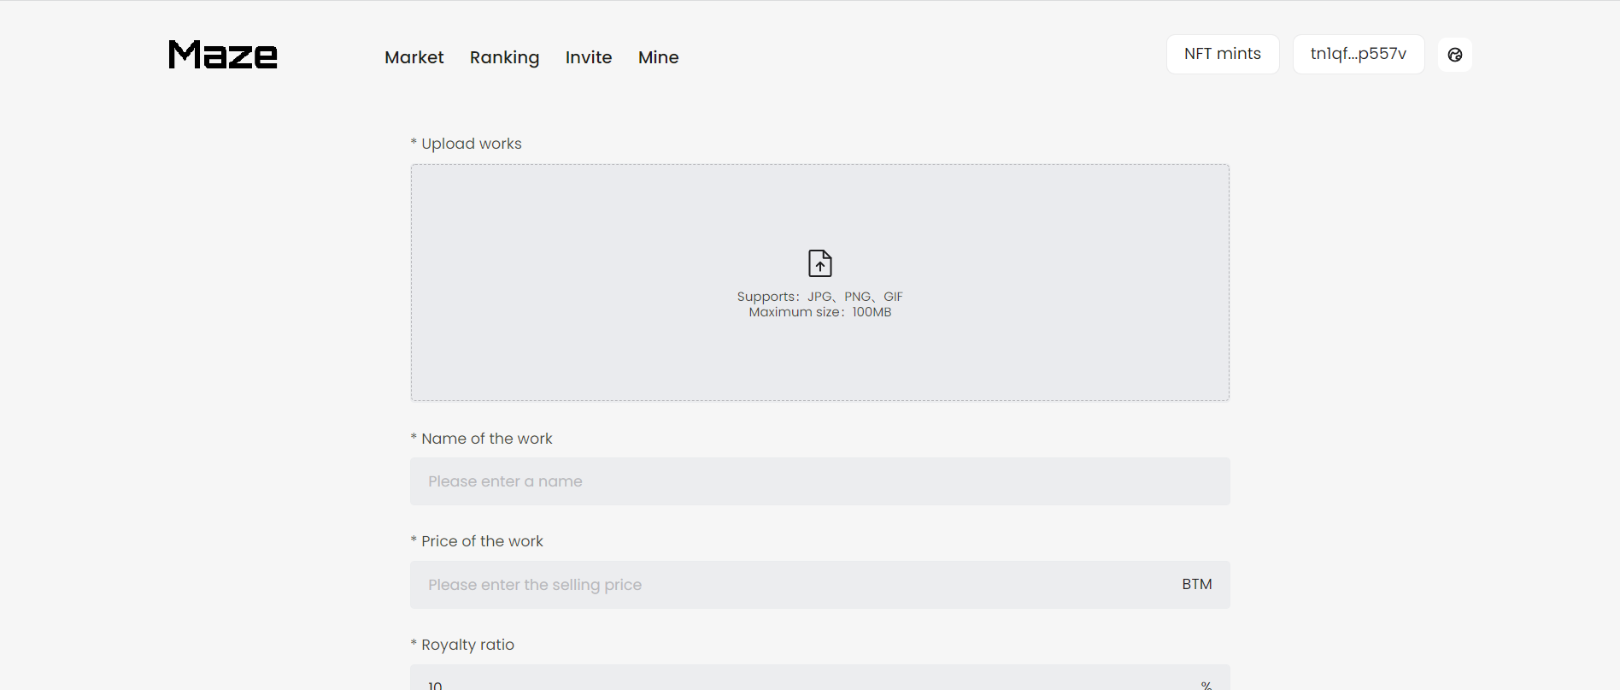 Maze
Market Ranking Invite Mine
NFT mints
tn1qf...p557v
* Upload works
Supports：JPG、PNG、GIF
Maximum size：100MB
* Name of the work
Please enter a name
* Price of the work
Please enter the selling price BTM
* Royalty ratio
10 %